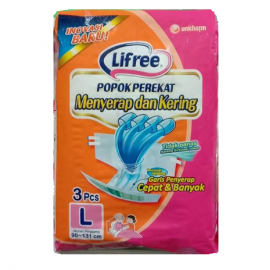 INOVASI
BARU!
unicharm
Lifree
POPOK PEREKAT
Menyerap dan Kering
Garis Penyerap
Cepat & Banyak
3 Pcs
L
90-131 cm